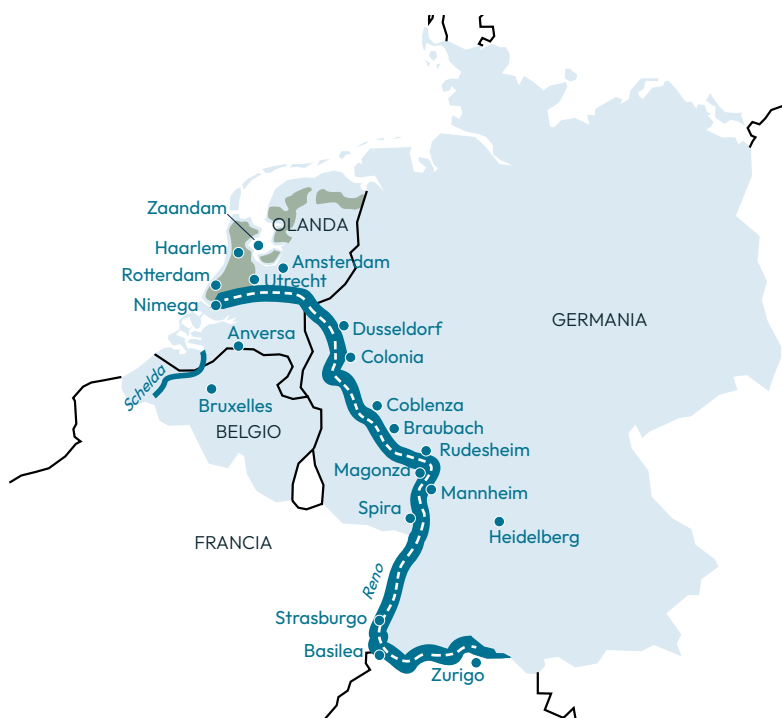 Zaandam
OLANDA
Haarlem
Amsterdam
Rotterdam
Utrecht
Nimega
GERMANIA
Dusseldorf
Anversa
Colonia
Schelda
Bruxelles
Coblenza
BELGIO
Braubach
Rudesheim
Magonza
Mannheim
Spira
Heidelberg
FRANCIA
Reno
Strasburgo
Basilea
Zurigo